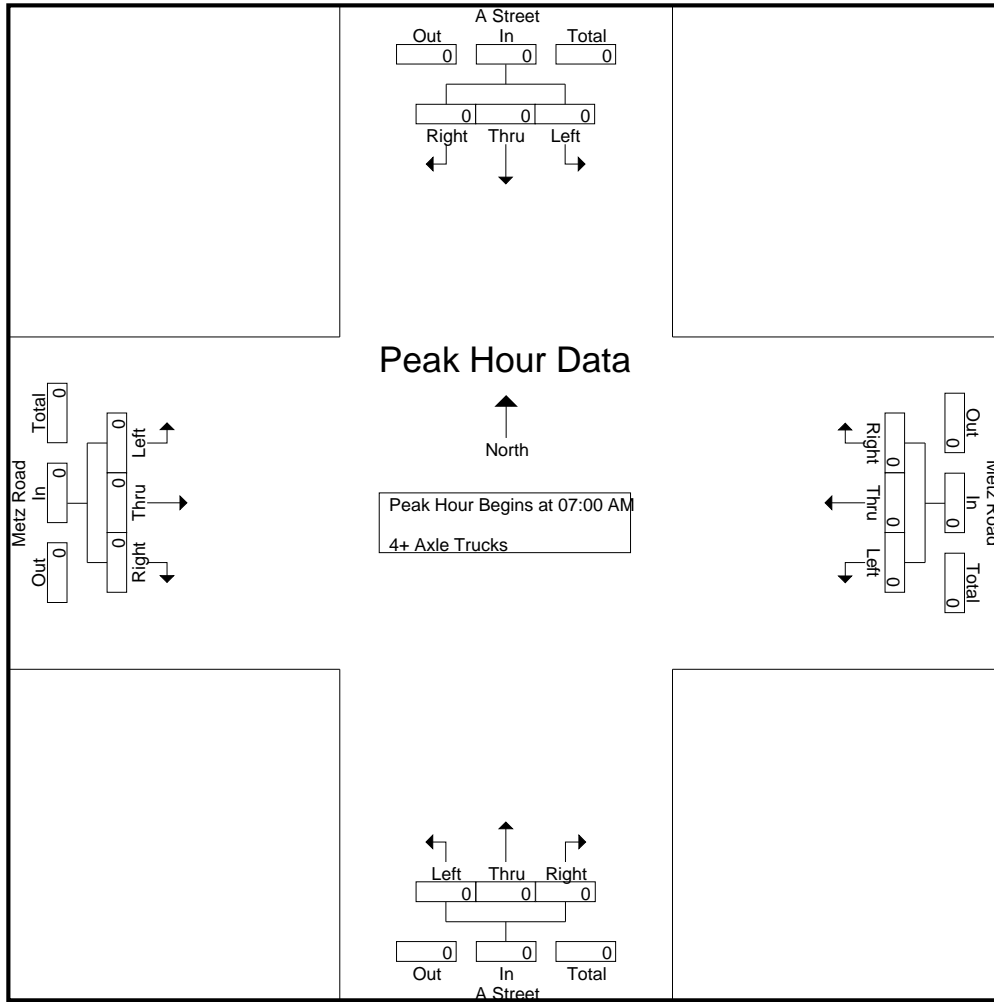 A Street
Out In Total
0 0 0
0 0 0
Right Thru Left
Peak Hour Data
North
Peak Hour Begins at 07:00 AM
4+ Axle Trucks
Metz Road
Out In Total
0 0 0
Right Thru Left
0 0 0
Metz Road
Total In Out
0 0 0
Left Thru Right
0 0 0
Left Thru Right
0 0 0
0 0 0
Out In Total
A Street